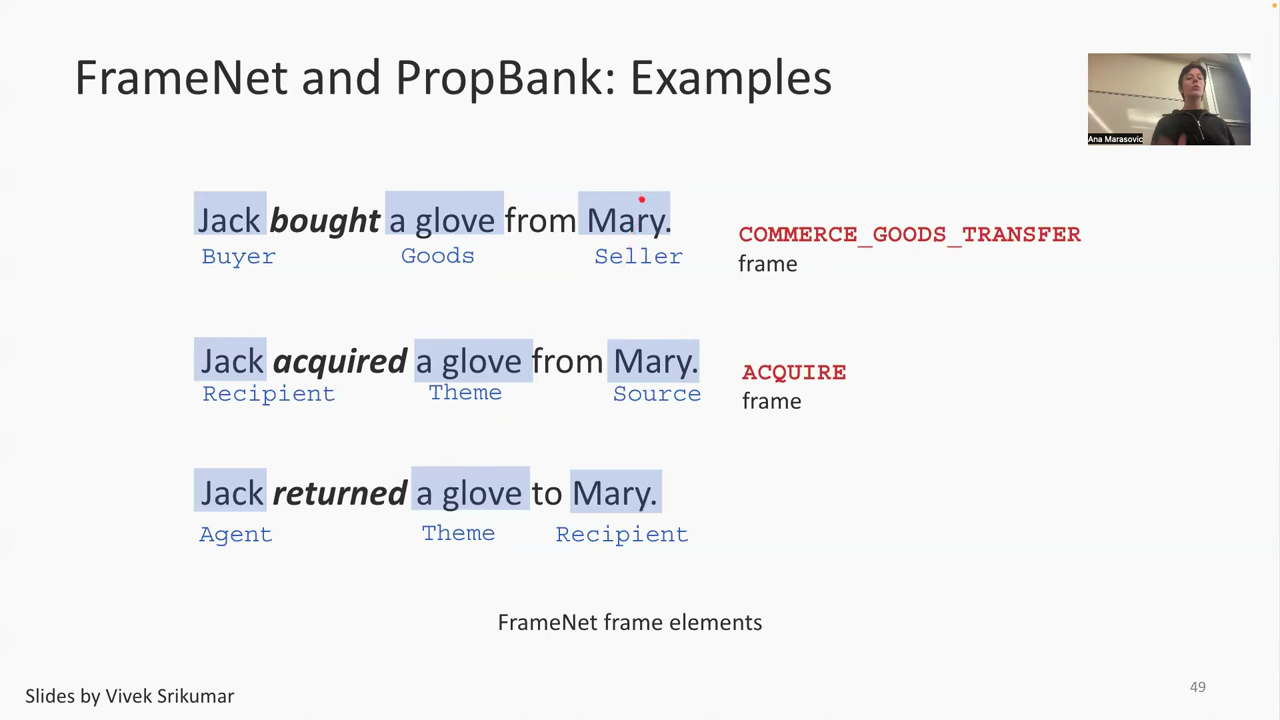 FrameNet and PropBank: Examples
Ana Marasovic
Jack bought a glove from Mary.
Buyer Goods Seller
COMMERCE_GOODS_TRANSFER
frame
Jack acquired a glove from Mary.
Recipient Theme Source
ACQUIRE
frame
Jack returned a glove to Mary.
Agent Theme Recipient
FrameNet frame elements
Slides by Vivek Srikumar
49